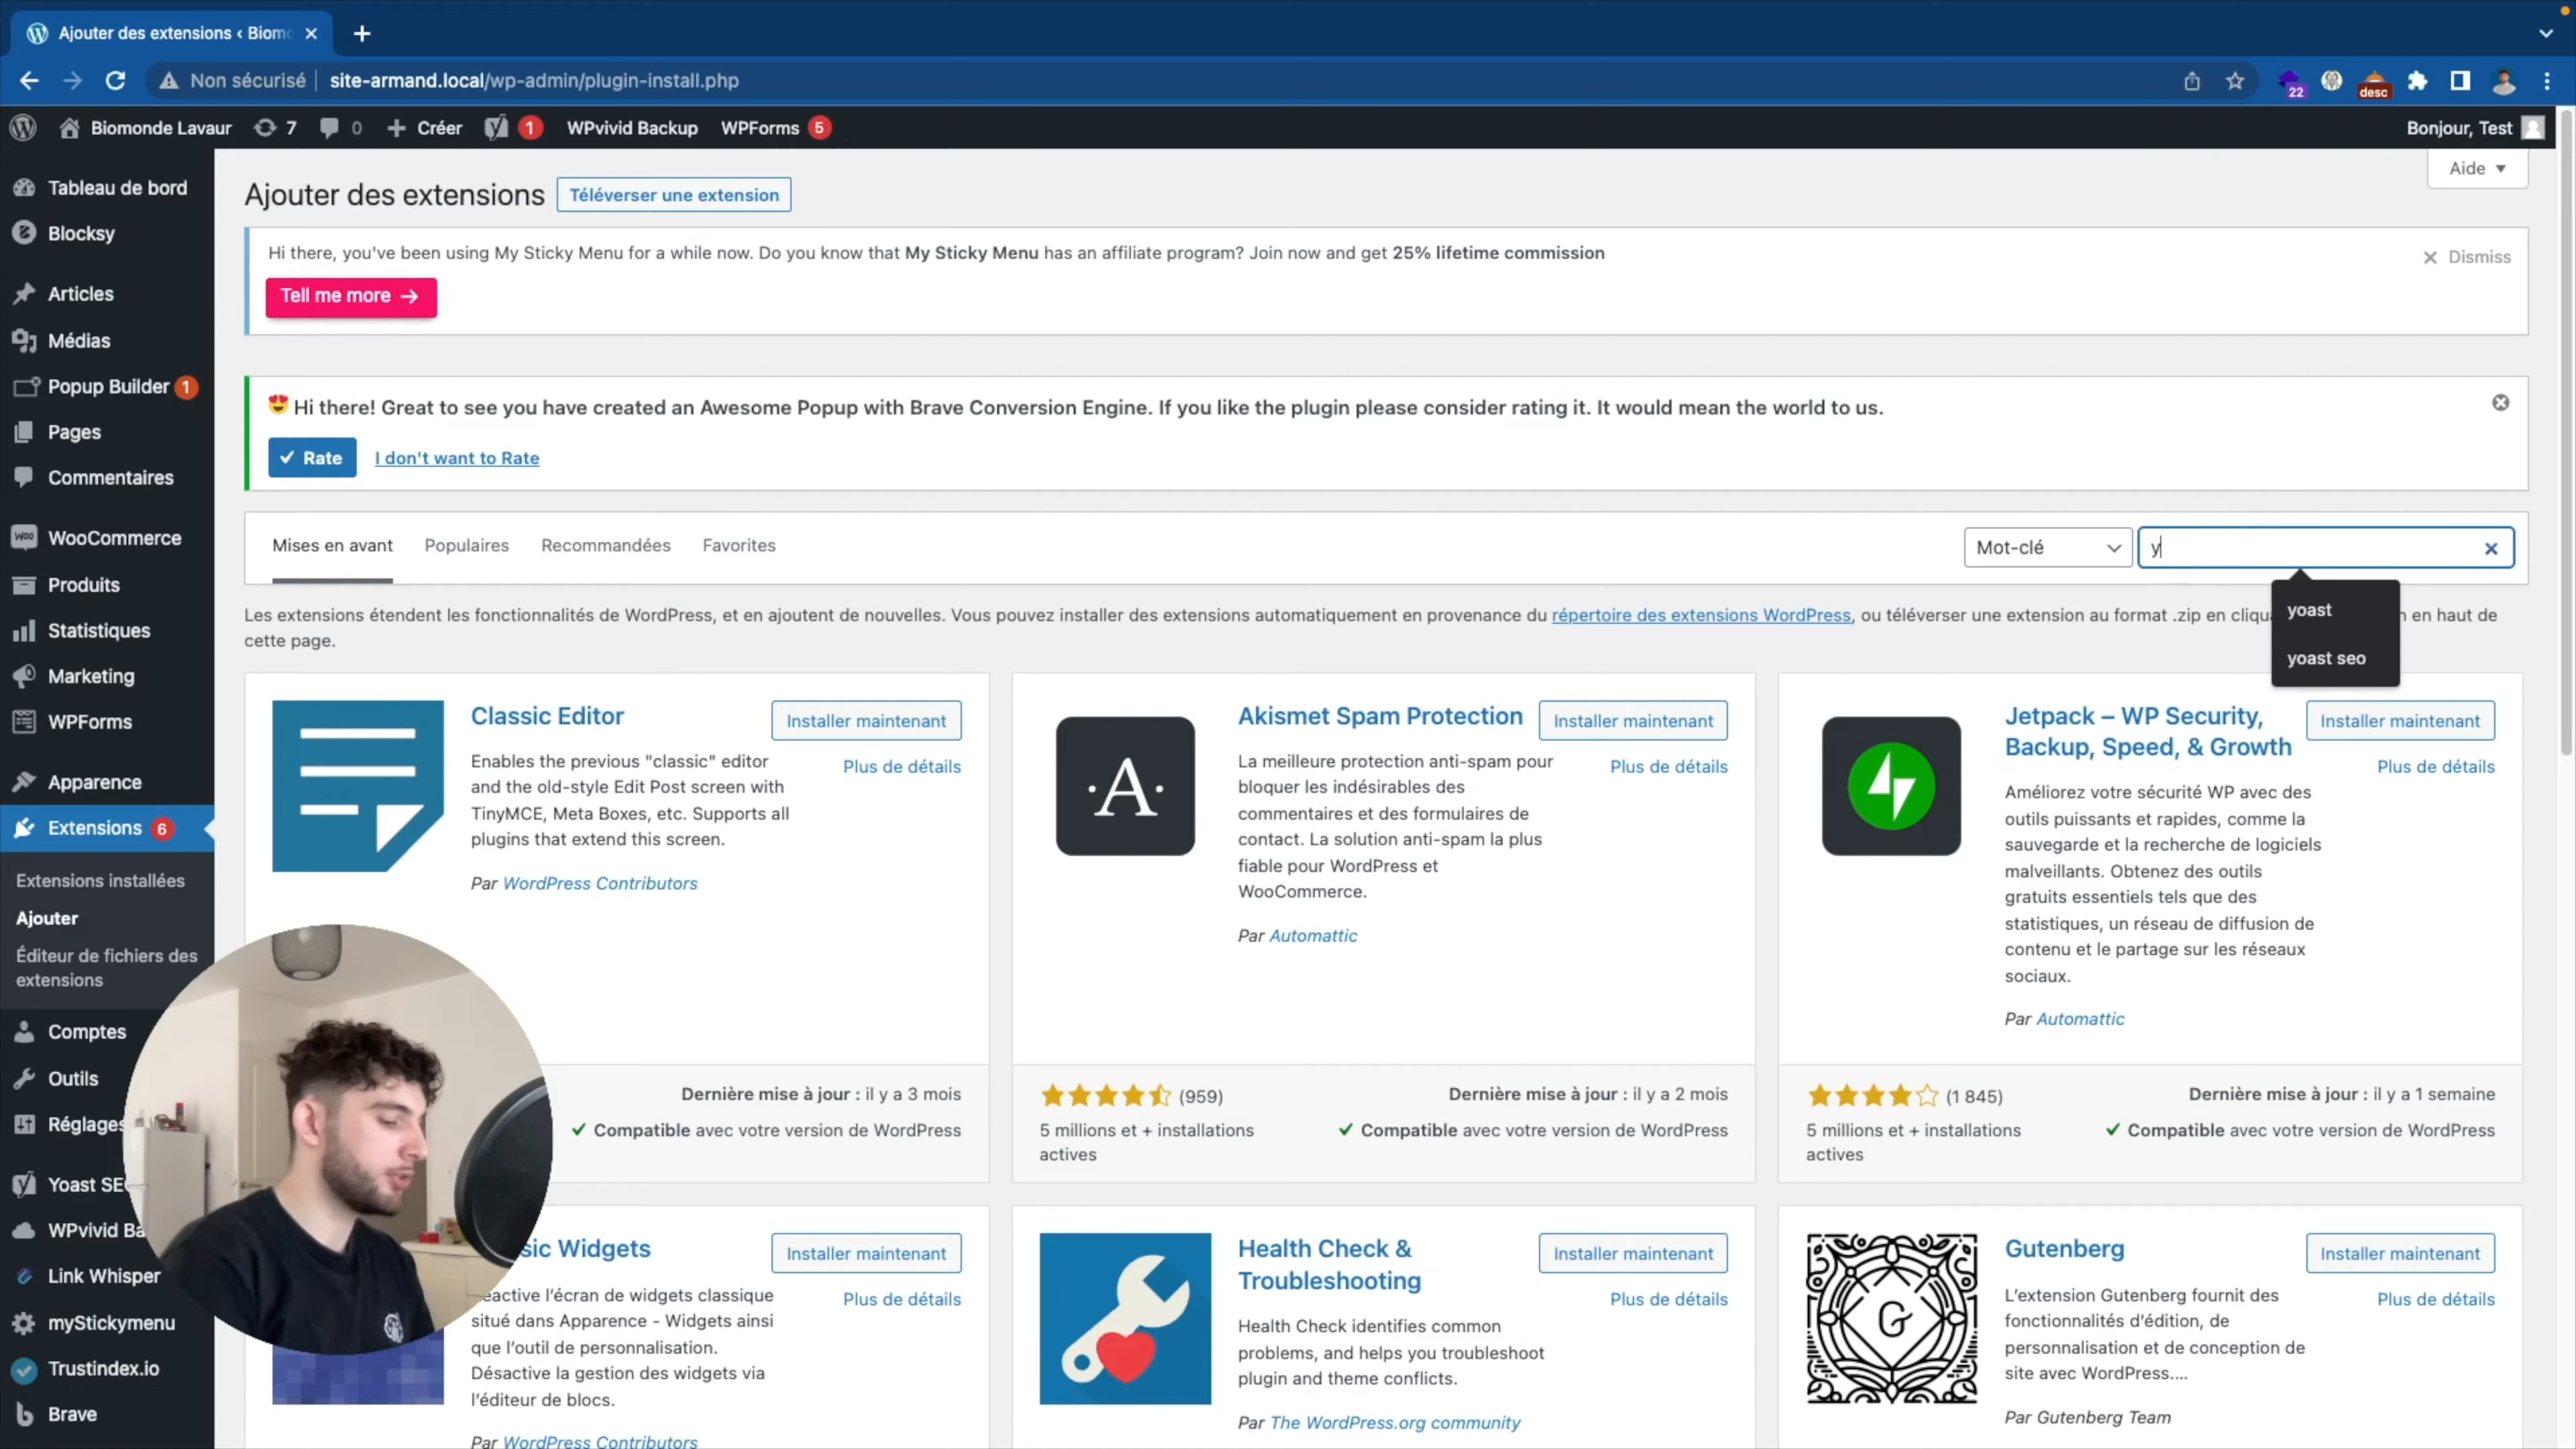 Ajouter des extensions ‹ Biomo
Non sécurisé
site-armand.local/wp-admin/plugin-install.php
22
desc
Biomonde Lavaur
7
0
Créer
1
WPvivid Backup
WPForms 5
Bonjour, Test
Tableau de bord
Blocksy
Articles
Médias
Popup Builder 1
Pages
Commentaires
WooCommerce
Produits
Statistiques
Marketing
WPForms
Apparence
Extensions 6
Extensions installées
Ajouter
Éditeur de fichiers des
extensions
Comptes
Outils
Réglages
Yoast SE
WPvivid Ba
Link Whisper
myStickymenu
Trustindex.io
Brave
Aide
Ajouter des extensions
Téléverser une extension
Hi there, you've been using My Sticky Menu for a while now. Do you know that My Sticky Menu has an affiliate program? Join now and get 25% lifetime commission
Dismiss
Tell me more →
Hi there! Great to see you have created an Awesome Popup with Brave Conversion Engine. If you like the plugin please consider rating it. It would mean the world to us.
Rate
I don't want to Rate
Mises en avant
Populaires
Recommandées
Favorites
Mot-clé
y
yoast
yoast seo
Les extensions étendent les fonctionnalités de WordPress, et en ajoutent de nouvelles. Vous pouvez installer des extensions automatiquement en provenance du répertoire des extensions WordPress, ou téléverser une extension au format .zip en cliqu n en haut de
cette page.
Classic Editor
Installer maintenant
Plus de détails
Enables the previous "classic" editor
and the old-style Edit Post screen with
TinyMCE, Meta Boxes, etc. Supports all
plugins that extend this screen.
Par WordPress Contributors
Dernière mise à jour : il y a 3 mois
Compatible avec votre version de WordPress
A
Akismet Spam Protection
Installer maintenant
Plus de détails
La meilleure protection anti-spam pour
bloquer les indésirables des
commentaires et des formulaires de
contact. La solution anti-spam la plus
fiable pour WordPress et
WooCommerce.
Par Automattic
(959)
Dernière mise à jour : il y a 2 mois
5 millions et + installations
actives
Compatible avec votre version de WordPress
Jetpack – WP Security,
Backup, Speed, & Growth
Installer maintenant
Plus de détails
Améliorez votre sécurité WP avec des
outils puissants et rapides, comme la
sauvegarde et la recherche de logiciels
malveillants. Obtenez des outils
gratuits essentiels tels que des
statistiques, un réseau de diffusion de
contenu et le partage sur les réseaux
sociaux.
Par Automattic
(1 845)
Dernière mise à jour : il y a 1 semaine
5 millions et + installations
actives
Compatible avec votre version de WordPress
sic Widgets
Installer maintenant
Plus de détails
eactive l'écran de widgets classique
situé dans Apparence - Widgets ainsi
que l'outil de personnalisation.
Désactive la gestion des widgets via
l'éditeur de blocs.
Par WordPress Contributors
Health Check &
Troubleshooting
Installer maintenant
Plus de détails
Health Check identifies common
problems, and helps you troubleshoot
plugin and theme conflicts.
Par The WordPress.org community
G
Gutenberg
Installer maintenant
Plus de détails
L'extension Gutenberg fournit des
fonctionnalités d'édition, de
personnalisation et de conception de
site avec WordPress....
Par Gutenberg Team